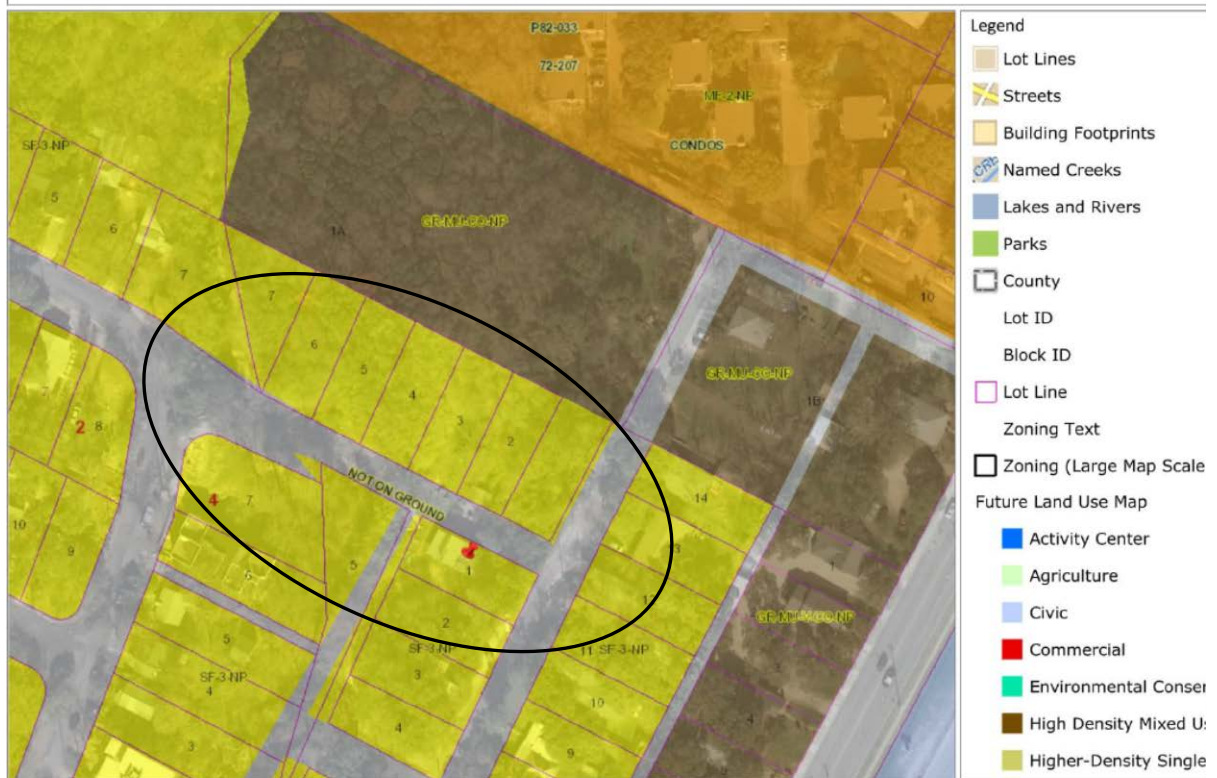 P82-033
72-207
MF-2-NP
CONDOS
SF-3-NP
5
6
7
1A
GR-MU-CO-NP
7
6
5
4
3
2
10
GR-MU-CO-NP
1B
2
8
4
7
NOT ON GROUND
14
13
12
1
10
9
6
5
1
2
SF-3-NP
11
SF-3-NP
GR-MU-V-CO-NP
5
SF-3-NP
4
3
3
4
10
9
4
Legend
Lot Lines
Streets
Building Footprints
Named Creeks
Lakes and Rivers
Parks
County
Lot ID
Block ID
Lot Line
Zoning Text
Zoning (Large Map Scale
Future Land Use Map
Activity Center
Agriculture
Civic
Commercial
Environmental Conser
High Density Mixed Us
Higher-Density Single